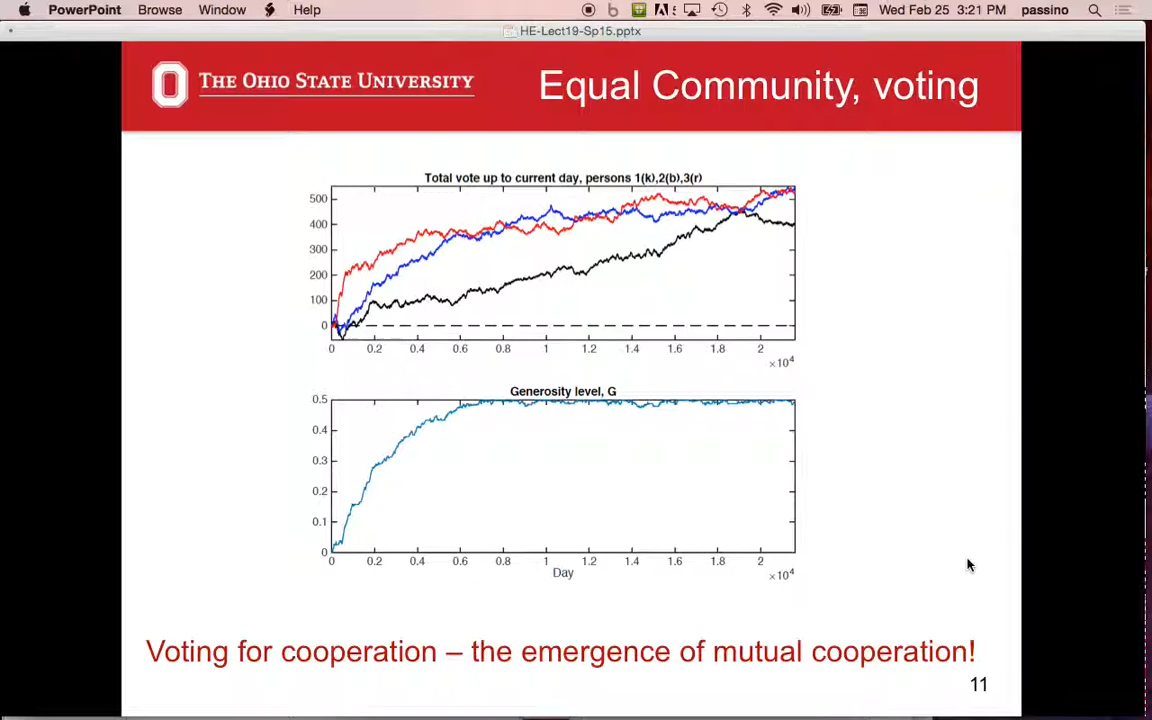 PowerPoint Browse Window Help Wed Feb 25 3:21 PM passino
HE-Lect19-Sp15.pptx
THE OHIO STATE UNIVERSITY
Equal Community, voting
Total vote up to current day, persons 1(k),2(b),3(r)
500
400
300
200
100
0
0 0.2 0.4 0.6 0.8 1 1.2 1.4 1.6 1.8 2
×10⁴
Generosity level, G
0.5
0.4
0.3
0.2
0.1
0
0 0.2 0.4 0.6 0.8 1 1.2 1.4 1.6 1.8 2
Day
×10⁴
Voting for cooperation – the emergence of mutual cooperation!
11